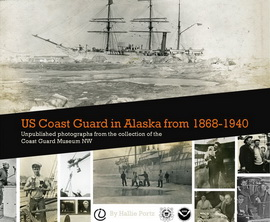 US Coast Guard in Alaska from 1868-1940
Unpublished photographs from the collection of the
Coast Guard Museum NW
By Hallie Partz